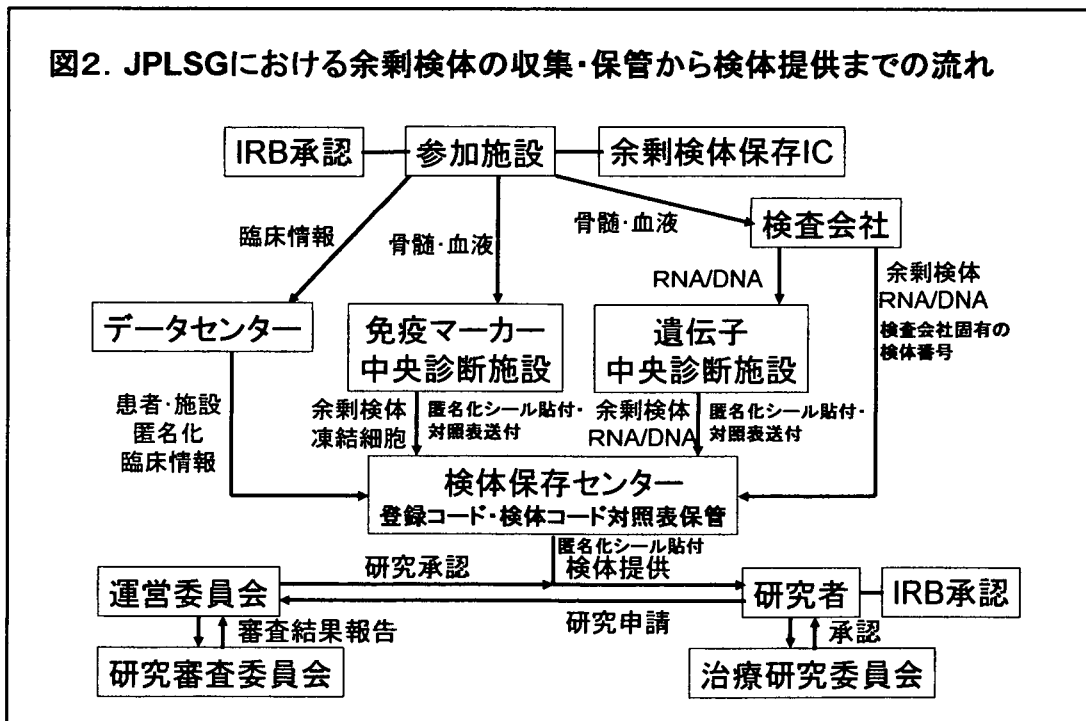 図2. JPLSGにおける余剰検体の収集・保管から検体提供までの流れ
IRB承認
参加施設
余剰検体保存IC
臨床情報
骨髄・血液
骨髄・血液
検査会社
RNA/DNA
余剰検体
RNA/DNA
検査会社固有の
検体番号
データセンター
免疫マーカー
中央診断施設
遺伝子
中央診断施設
患者・施設
匿名化
臨床情報
余剰検体
凍結細胞
匿名化シール貼付・
対照表送付
余剰検体
RNA/DNA
匿名化シール貼付・
対照表送付
検体保存センター
登録コード・検体コード対照表保管
匿名化シール貼付
研究承認
検体提供
運営委員会
研究者
IRB承認
研究申請
審査結果報告
承認
研究審査委員会
治療研究委員会